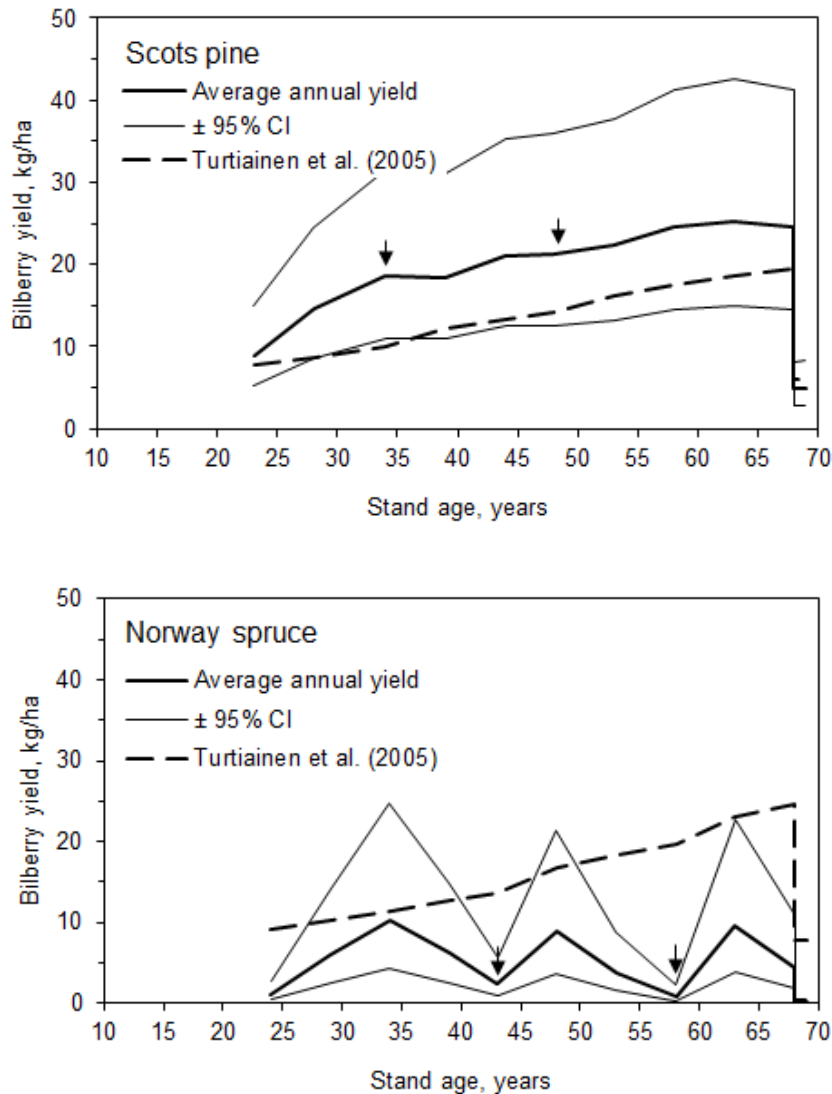 50
Scots pine
Average annual yield
40
± 95% CI
Turtiainen et al. (2005)
30
20
10
0
Bilberry yield, kg/ha
10 15 20 25 30 35 40 45 50 55 60 65 70
Stand age, years
50
Norway spruce
Average annual yield
40
± 95% CI
Turtiainen et al. (2005)
30
20
10
0
Bilberry yield, kg/ha
10 15 20 25 30 35 40 45 50 55 60 65 70
Stand age, years